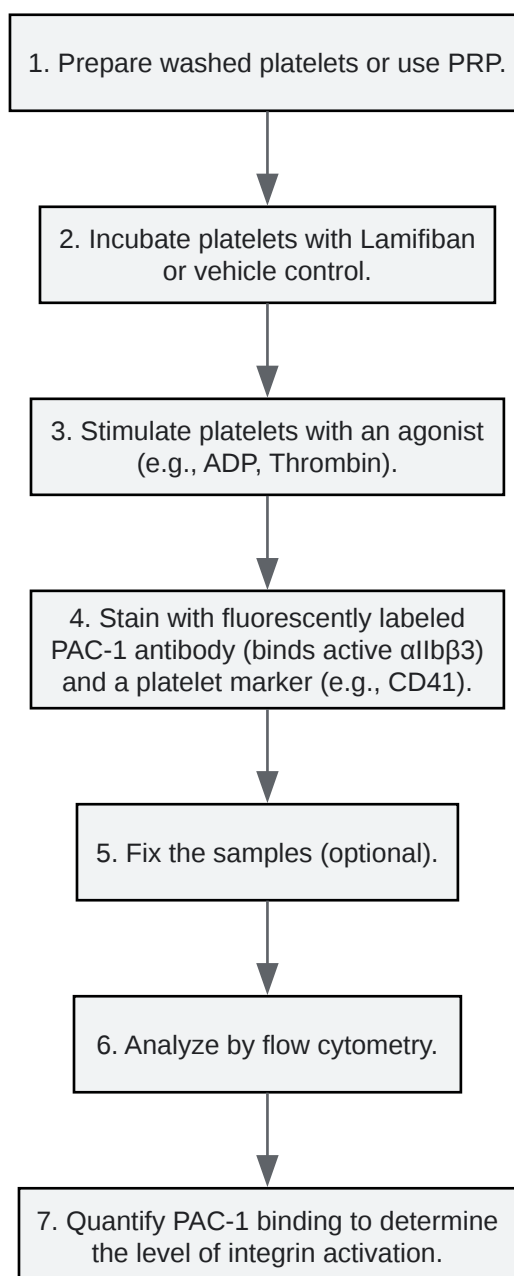 1. Prepare washed platelets or use PRP.
2. Incubate platelets with Lamifiban
or vehicle control.
3. Stimulate platelets with an agonist
(e.g., ADP, Thrombin).
4. Stain with fluorescently labeled
PAC-1 antibody (binds active αIIbβ3)
and a platelet marker (e.g., CD41).
5. Fix the samples (optional).
6. Analyze by flow cytometry.
7. Quantify PAC-1 binding to determine
the level of integrin activation.